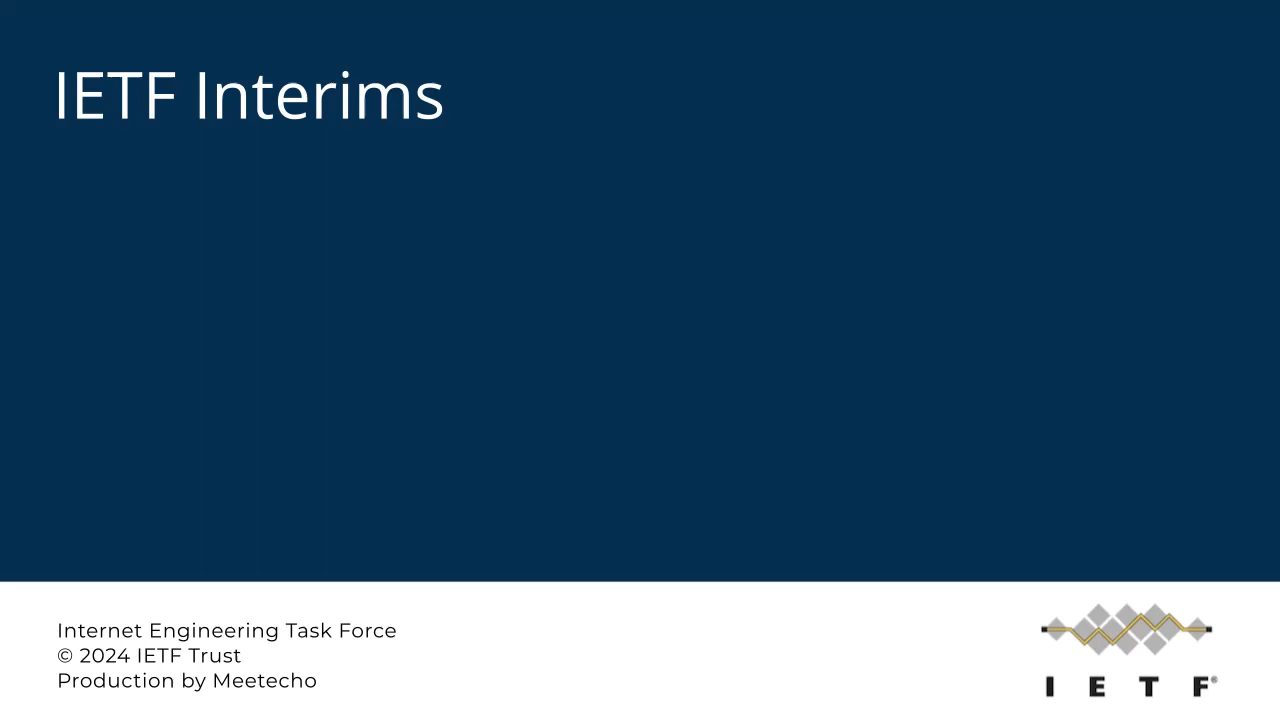 IETF Interims
Internet Engineering Task Force
© 2024 IETF Trust
Production by Meetecho
I E T F®